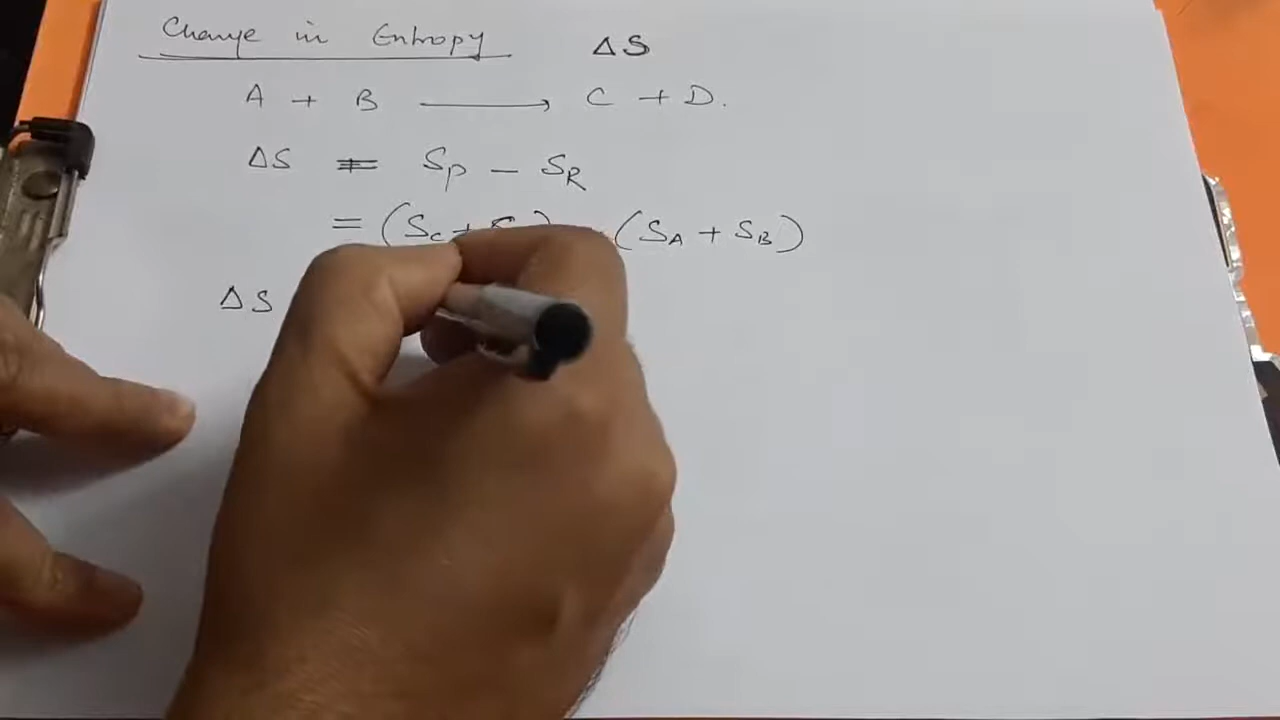 Change in Entropy ΔS
A + B ⟶ C + D.
ΔS = Sp - SR
= (Sc + S ) - (SA + SB)
ΔS